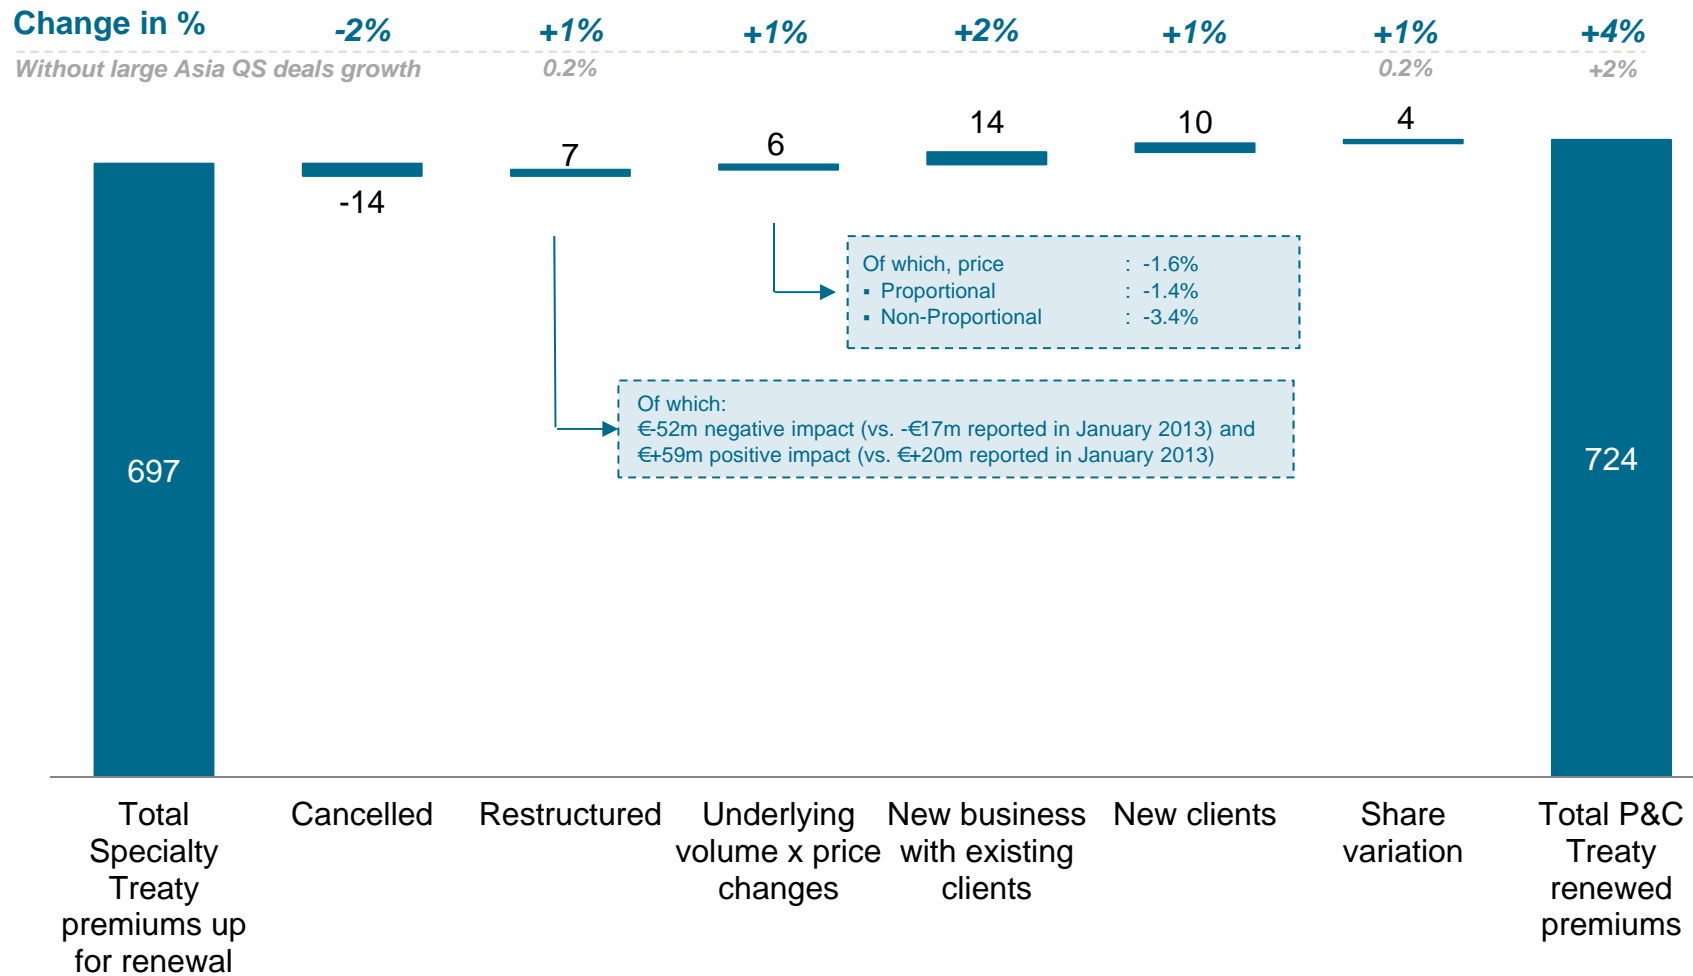 Change in % -2% +1% +1% +2% +1% +1% +4%
Without large Asia QS deals growth 0.2% 0.2% +2%
697
-14
7
6
14
10
4
724
Of which, price : -1.6%
▪ Proportional : -1.4%
▪ Non-Proportional : -3.4%
Of which:
€-52m negative impact (vs. -€17m reported in January 2013) and
€+59m positive impact (vs. €+20m reported in January 2013)
Total
Specialty
Treaty
premiums up
for renewal
Cancelled
Restructured
Underlying
volume x price
changes
New business
with existing
clients
New clients
Share
variation
Total P&C
Treaty
renewed
premiums